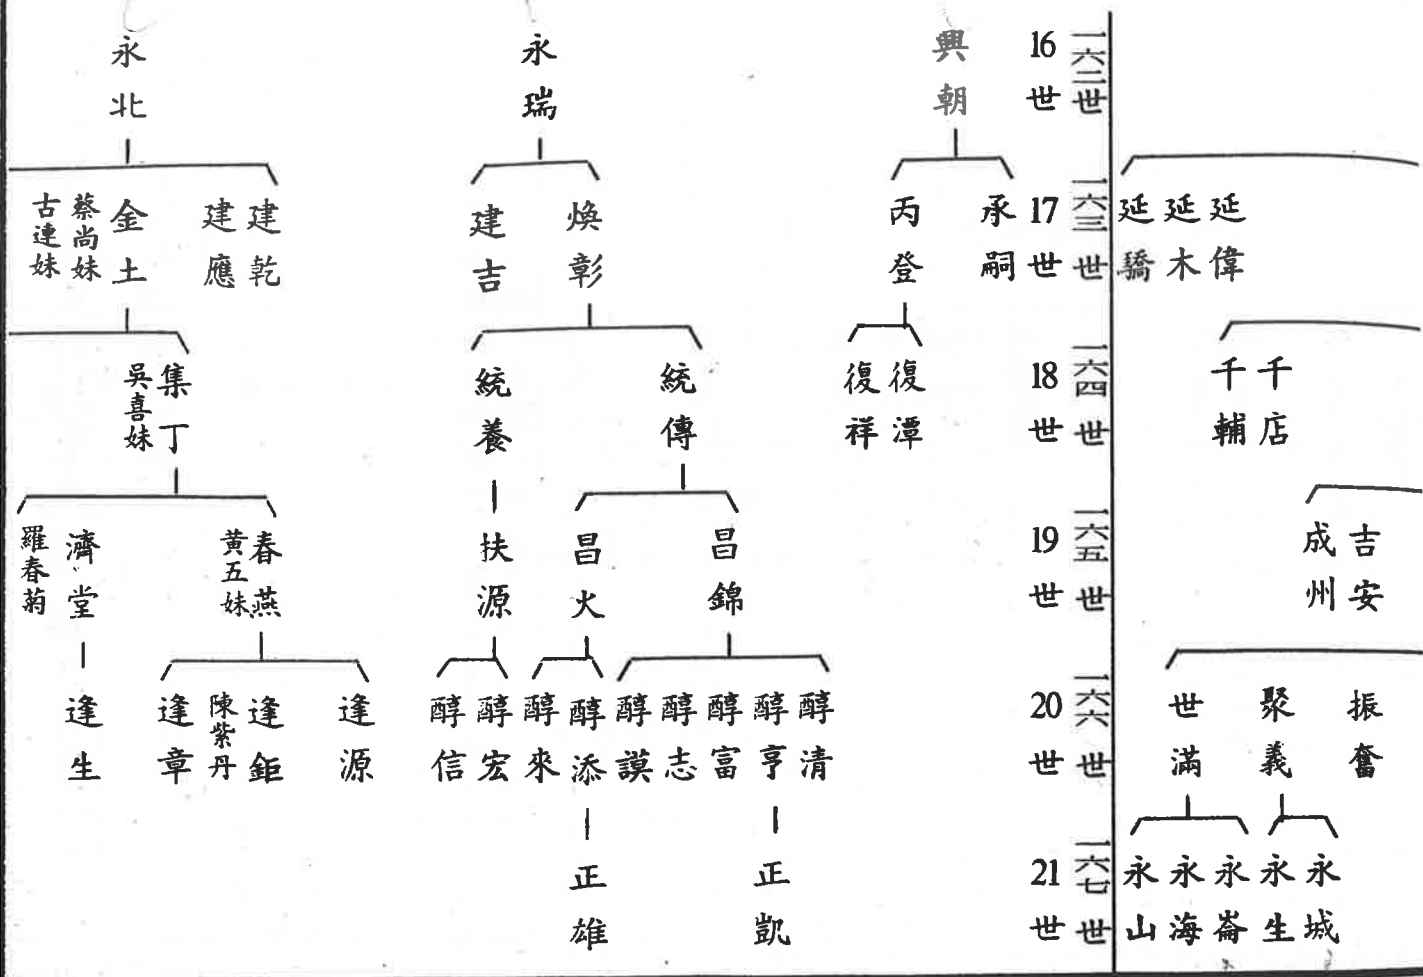 延偉
延木
延驕
千店
千輔
吉安
成州
振奮
聚義
世滿
永城
永生
永崙
永海
永山
一六二世
16世
一六三世
17世
一六四世
18世
一六五世
19世
一六六世
20世
一六七世
21世
興朝
承嗣
丙登
復潭
復祥
永瑞
煥彰
建吉
統傳
統養
昌錦
昌火
扶源
醇清
醇亨
醇富
醇志
醇謨
醇添
醇來
醇宏
醇信
正凱
正雄
永北
建乾
建應
金土
蔡尚妹
古連妹
集丁
吳喜妹
春燕
黃五妹
濟堂
羅春菊
逢源
逢鉅
陳紫丹
逢章
逢生